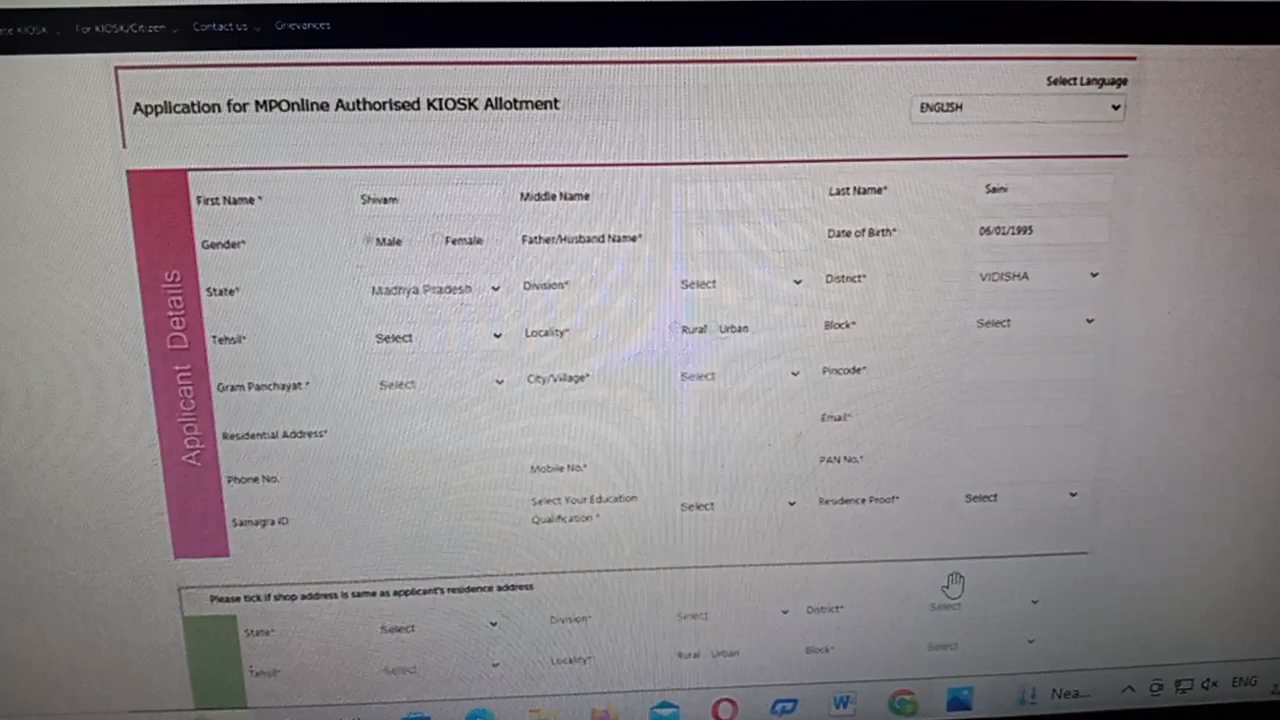 For KIOSK/Citizen Contact us Grievances
Select Language
Application for MPOnline Authorised KIOSK Allotment ENGLISH
Applicant Details
First Name * Shivam Middle Name Last Name* Saini
Gender* Male Female Father/Husband Name* Date of Birth* 06/01/1995
State* Madhya Pradesh Division* Select District* VIDISHA
Tehsil* Select Locality* Rural Urban Block* Select
Gram Panchayat * Select City/Village* Select Pincode*
Residential Address* Email*
Phone No. Mobile No.* PAN No.*
Samagra ID Select Your Education Qualification * Select Residence Proof* Select
Please tick if shop address is same as applicant's residence address
State* Select Division* Select District* Select
Tehsil* Select Locality* Rural Urban Block* Select
Nea... ENG